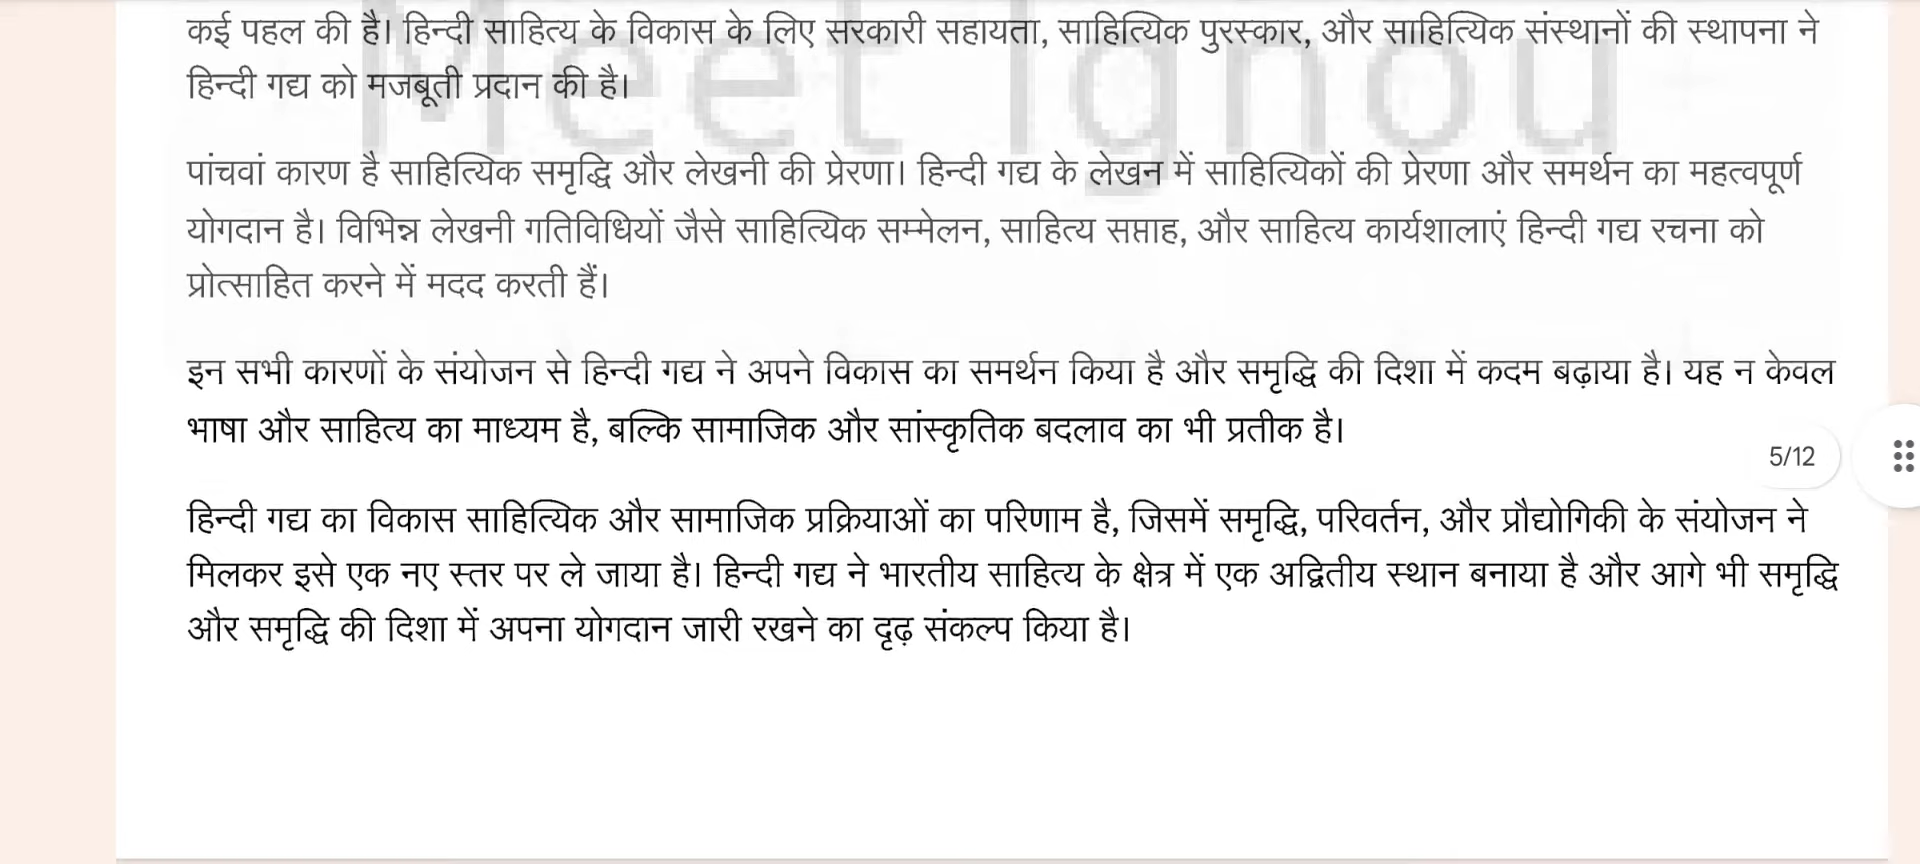 कई पहल की है। हिन्दी साहित्य के विकास के लिए सरकारी सहायता, साहित्यिक पुरस्कार, और साहित्यिक संस्थानों की स्थापना ने
हिन्दी गद्य को मजबूती प्रदान की है।
Meet Ignou
पांचवां कारण है साहित्यिक समृद्धि और लेखनी की प्रेरणा। हिन्दी गद्य के लेखन में साहित्यिकों की प्रेरणा और समर्थन का महत्वपूर्ण
योगदान है। विभिन्न लेखनी गतिविधियों जैसे साहित्यिक सम्मेलन, साहित्य सप्ताह, और साहित्य कार्यशालाएं हिन्दी गद्य रचना को
प्रोत्साहित करने में मदद करती हैं।
इन सभी कारणों के संयोजन से हिन्दी गद्य ने अपने विकास का समर्थन किया है और समृद्धि की दिशा में कदम बढ़ाया है। यह न केवल
भाषा और साहित्य का माध्यम है, बल्कि सामाजिक और सांस्कृतिक बदलाव का भी प्रतीक है।
5/12
हिन्दी गद्य का विकास साहित्यिक और सामाजिक प्रक्रियाओं का परिणाम है, जिसमें समृद्धि, परिवर्तन, और प्रौद्योगिकी के संयोजन ने
मिलकर इसे एक नए स्तर पर ले जाया है। हिन्दी गद्य ने भारतीय साहित्य के क्षेत्र में एक अद्वितीय स्थान बनाया है और आगे भी समृद्धि
और समृद्धि की दिशा में अपना योगदान जारी रखने का दृढ़ संकल्प किया है।